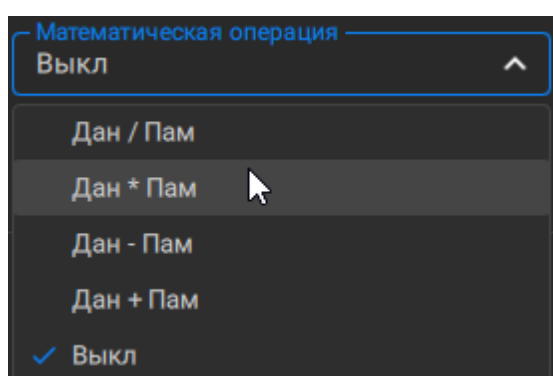 Математическая операция
Выкл
Дан / Пам
Дан * Пам
Дан - Пам
Дан + Пам
Выкл